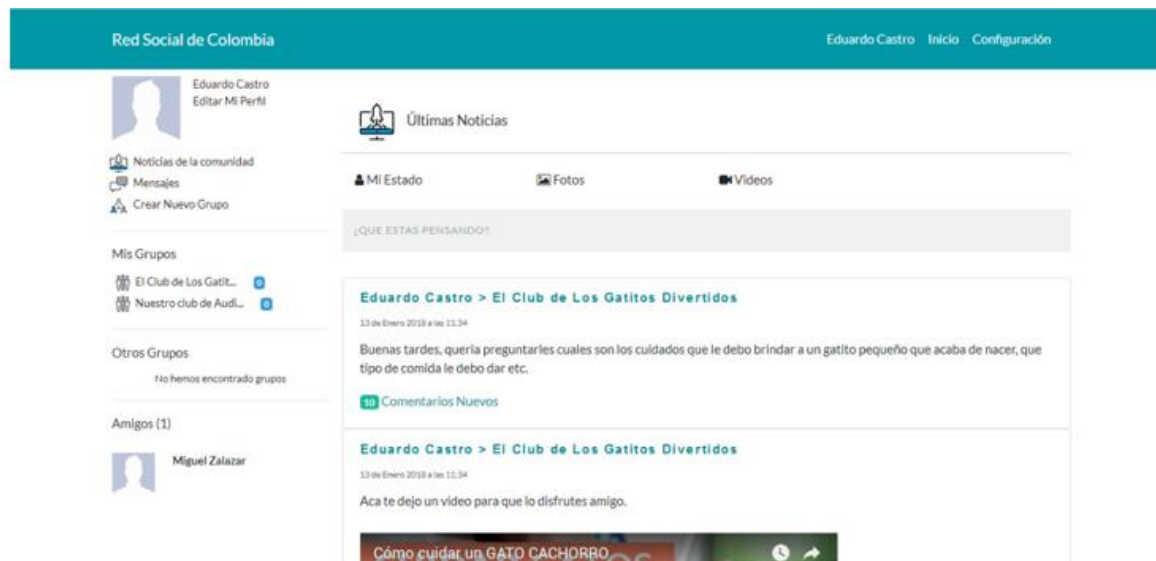 Red Social de Colombia
Eduardo Castro Inicio Configuración
Eduardo Castro
Editar Mi Perfil
Noticias de la comunidad
Mensajes
Crear Nuevo Grupo
Mis Grupos
El Club de Los Gatit... 0
Nuestro club de Audi... 0
Otros Grupos
No hemos encontrado grupos
Amigos (1)
Miguel Zalazar
Últimas Noticias
Mi Estado Fotos Videos
¿QUE ESTAS PENSANDO?
Eduardo Castro > El Club de Los Gatitos Divertidos
13 de Enero 2018 a las 11:34
Buenas tardes, queria preguntarles cuales son los cuidados que le debo brindar a un gatito pequeño que acaba de nacer, que
tipo de comida le debo dar etc.
10 Comentarios Nuevos
Eduardo Castro > El Club de Los Gatitos Divertidos
13 de Enero 2018 a las 11:34
Aca te dejo un video para que lo disfrutes amigo.
Cómo cuidar un GATO CACHORRO